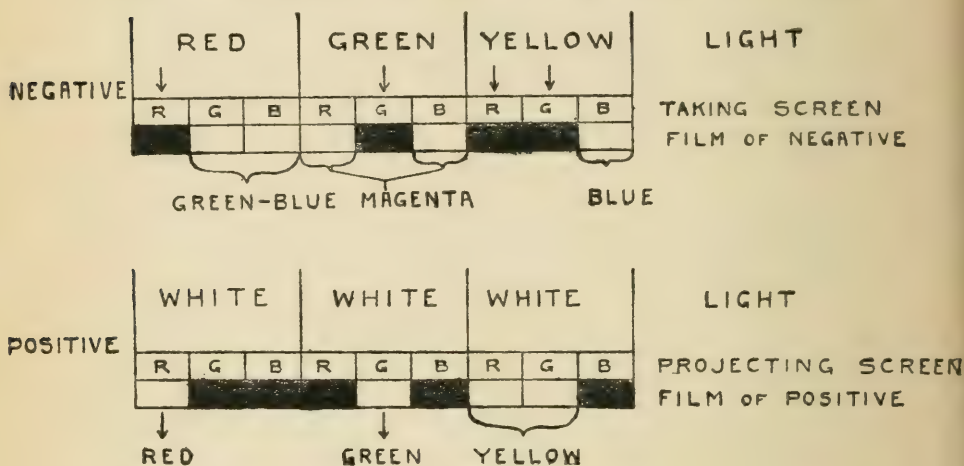 RED GREEN YELLOW LIGHT
NEGATIVE
R G B R G B R G B TAKING SCREEN
FILM OF NEGATIVE
GREEN-BLUE MAGENTA BLUE
WHITE WHITE WHITE LIGHT
POSITIVE
R G B R G B R G B PROJECTING SCREEN
FILM OF POSITIVE
RED GREEN YELLOW